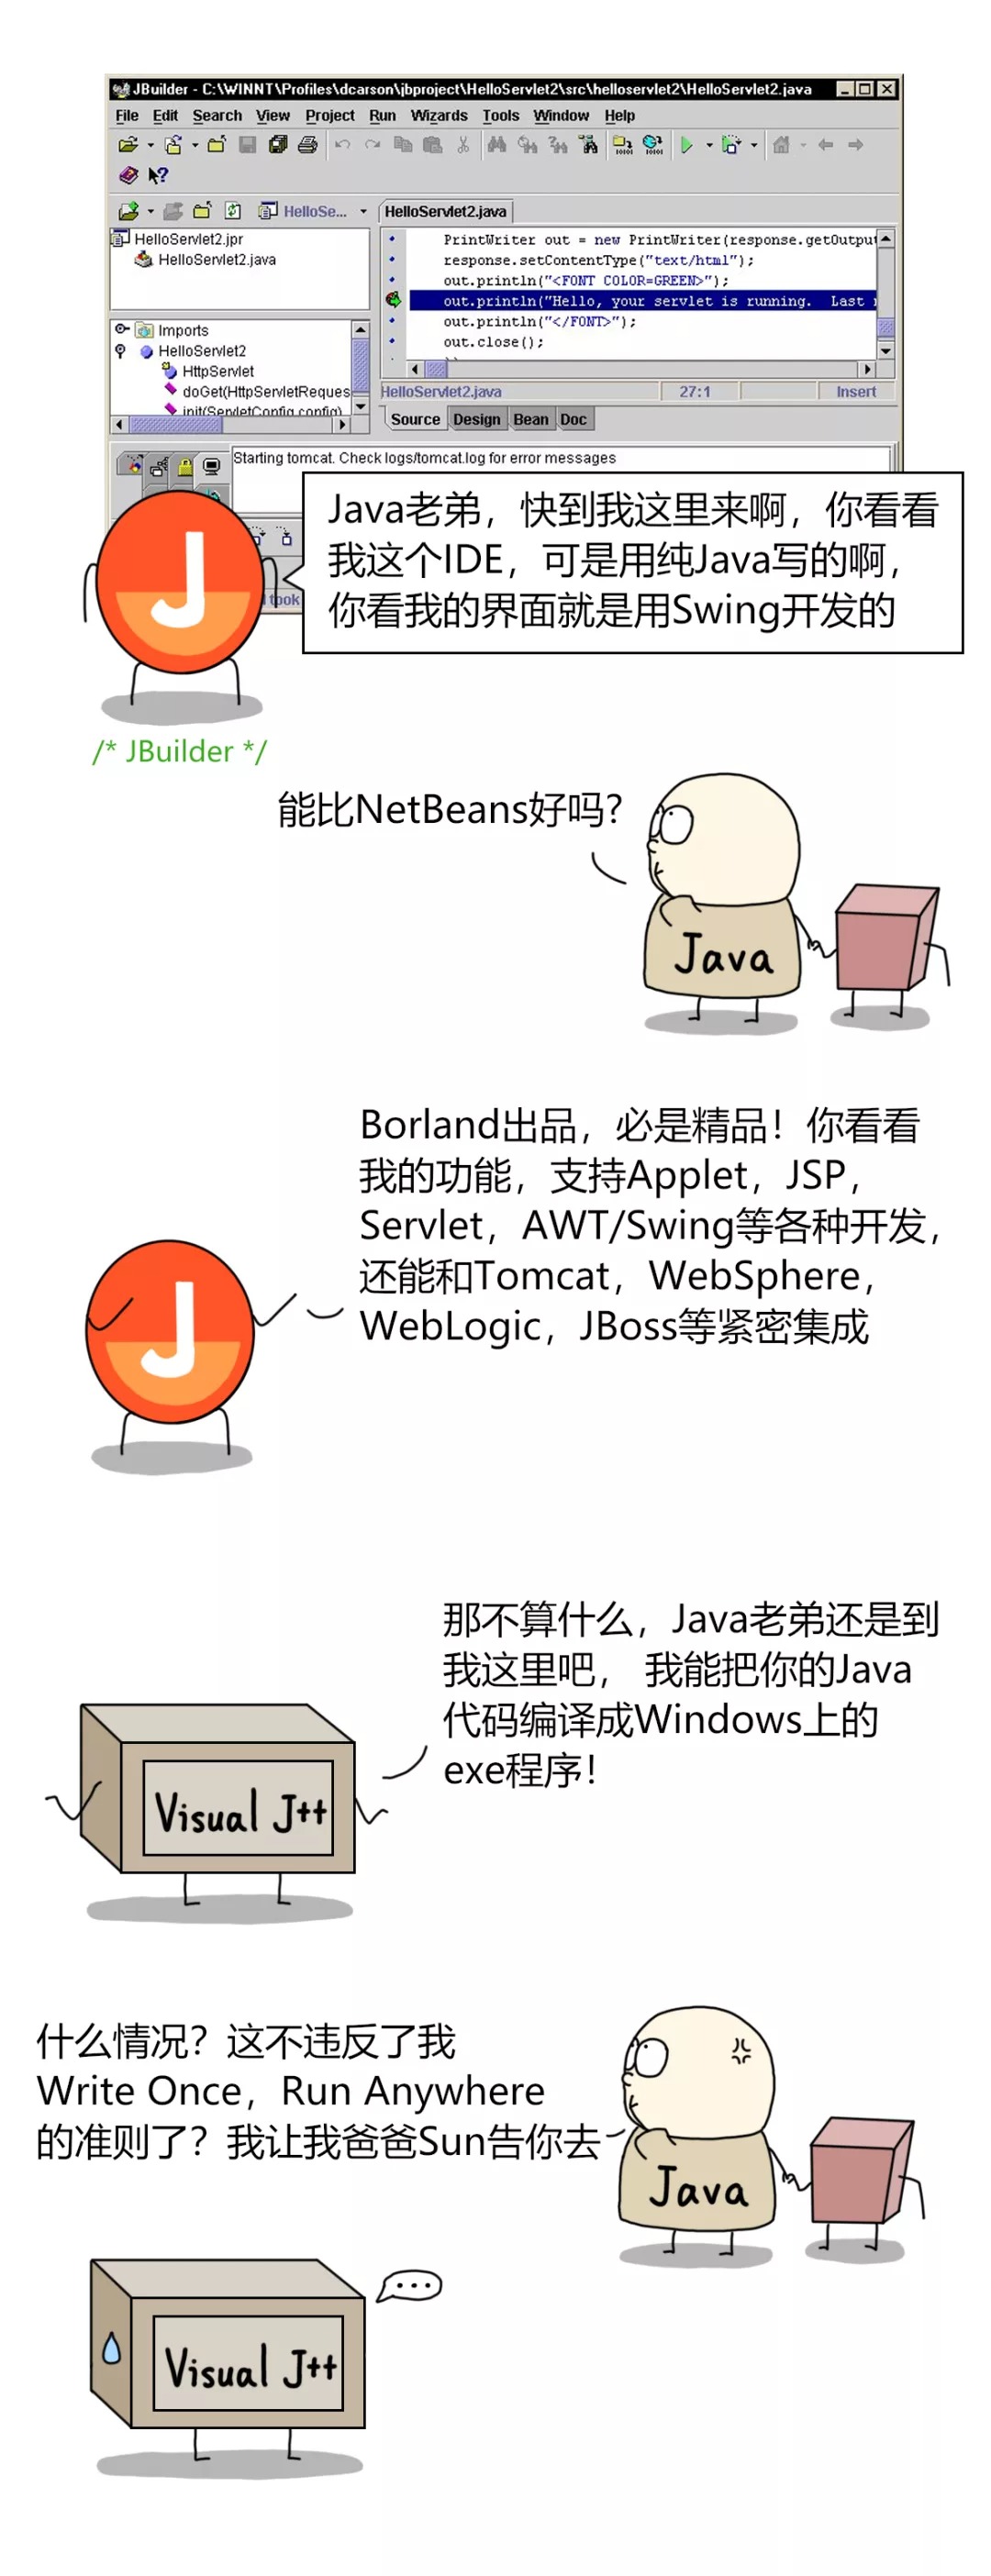 JBuilder - C:\WINNT\Profiles\dcarson\jbproject\HelloServlet2\src\helloservlet2\HelloServlet2.java
File Edit Search View Project Run Wizards Tools Window Help
HelloSe...
HelloServlet2.java
HelloServlet2.jpr
HelloServlet2.java
Imports
HelloServlet2
HttpServlet
doGet(HttpServletReques
init(ServletConfig config)
PrintWriter out = new PrintWriter(response.getOutput
response.setContentType("text/html");
out.println("<FONT COLOR=GREEN>");
out.println("Hello, your servlet is running. Last
out.println("</FONT>");
out.close();
HelloServlet2.java 27:1 Insert
Source Design Bean Doc
Starting tomcat. Check logs/tomcat.log for error messages
took
J
Java老弟，快到我这里来啊，你看看
我这个IDE，可是用纯Java写的啊，
你看我的界面就是用Swing开发的
/* JBuilder */
能比NetBeans好吗？
Java
Borland出品，必是精品！你看看
我的功能，支持Applet，JSP，
Servlet，AWT/Swing等各种开发，
还能和Tomcat，WebSphere，
WebLogic，JBoss等紧密集成
J
那不算什么，Java老弟还是到
我这里吧， 我能把你的Java
代码编译成Windows上的
exe程序！
Visual J++
什么情况？这不违反了我
Write Once，Run Anywhere
的准则了？我让我爸爸Sun告你去
Java
...
Visual J++